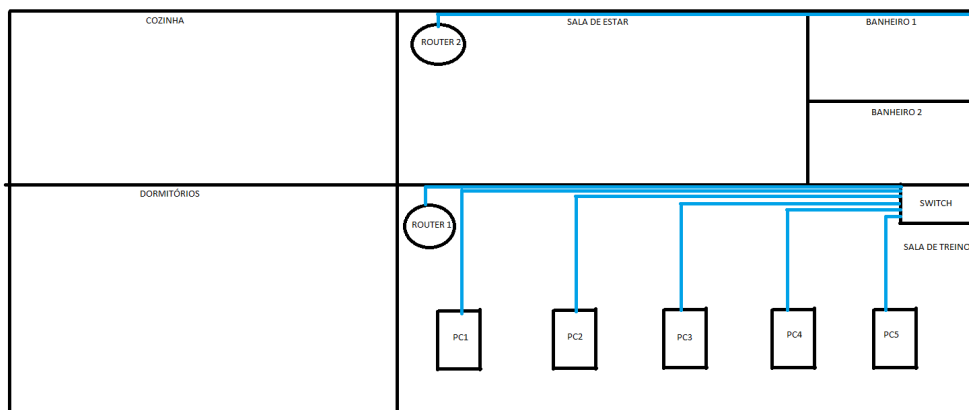 COZINHA
SALA DE ESTAR
BANHEIRO 1
ROUTER 2
BANHEIRO 2
DORMITÓRIOS
SWITCH
ROUTER 1
SALA DE TREINO
PC1
PC2
PC3
PC4
PC5